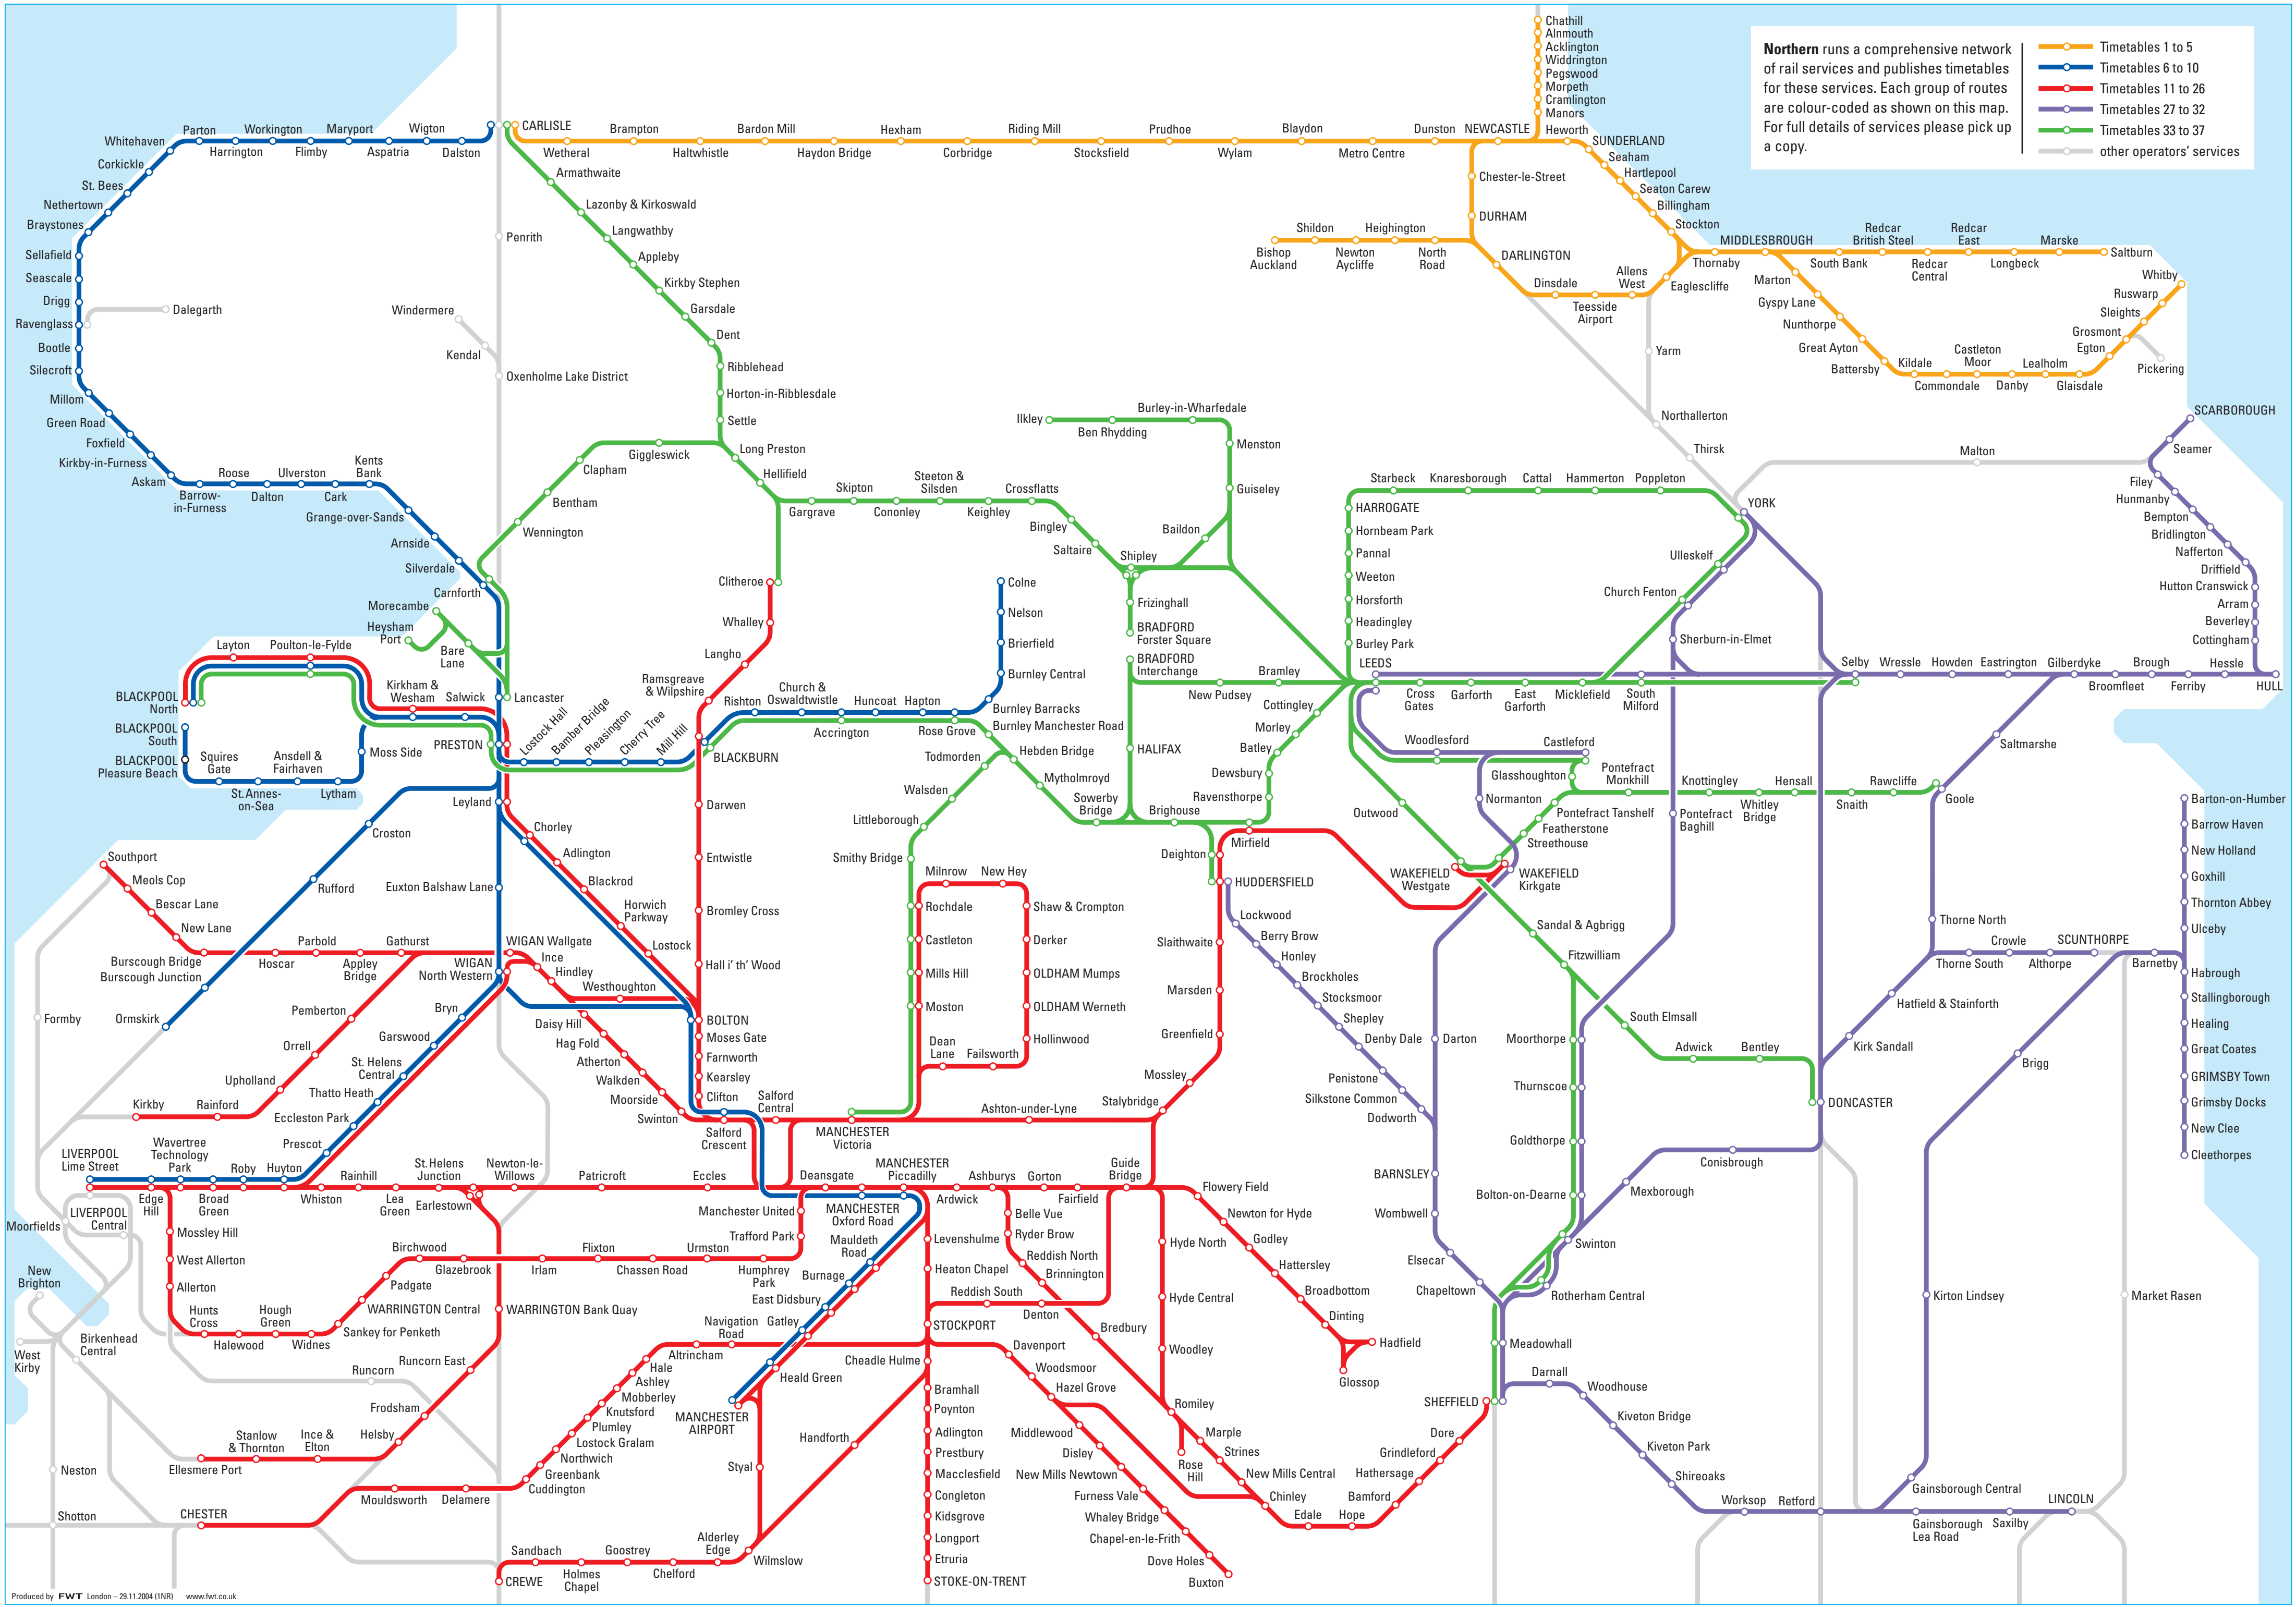 Northern runs a comprehensive network
of rail services and publishes timetables
for these services. Each group of routes
are colour-coded as shown on this map.
For full details of services please pick up
a copy.
Timetables 1 to 5
Timetables 6 to 10
Timetables 11 to 26
Timetables 27 to 32
Timetables 33 to 37
other operators' services
Chathill
Alnmouth
Acklington
Widdrington
Pegswood
Morpeth
Cramlington
Manors
Whitehaven
Parton
Harrington
Workington
Flimby
Maryport
Aspatria
Wigton
Dalston
CARLISLE
Wetheral
Brampton
Haltwhistle
Bardon Mill
Haydon Bridge
Hexham
Corbridge
Riding Mill
Stocksfield
Prudhoe
Wylam
Blaydon
Metro Centre
Dunston
NEWCASTLE
Heworth
SUNDERLAND
Seaham
Hartlepool
Seaton Carew
Billingham
Stockton
Chester-le-Street
DURHAM
DARLINGTON
Bishop
Auckland
Shildon
Newton
Aycliffe
Heighington
North
Road
Dinsdale
Teesside
Airport
Allens
West
Eaglescliffe
Thornaby
MIDDLESBROUGH
South Bank
Redcar
British Steel
Redcar
Central
Redcar
East
Longbeck
Marske
Saltburn
Marton
Gyspy Lane
Nunthorpe
Great Ayton
Battersby
Kildale
Commondale
Castleton
Moor
Danby
Lealholm
Glaisdale
Egton
Grosmont
Sleights
Ruswarp
Whitby
Pickering
Yarm
Northallerton
Thirsk
Malton
YORK
SCARBOROUGH
Seamer
Filey
Hunmanby
Bempton
Bridlington
Nafferton
Driffield
Hutton Cranswick
Arram
Beverley
Cottingham
HULL
Corkickle
St. Bees
Nethertown
Braystones
Sellafield
Seascale
Drigg
Ravenglass
Dalegarth
Bootle
Silecroft
Millom
Green Road
Foxfield
Kirkby-in-Furness
Askam
Barrow-
in-Furness
Roose
Dalton
Ulverston
Cark
Kents
Bank
Grange-over-Sands
Arnside
Silverdale
Carnforth
Penrith
Windermere
Kendal
Oxenholme Lake District
Armathwaite
Lazonby & Kirkoswald
Langwathby
Appleby
Kirkby Stephen
Garsdale
Dent
Ribblehead
Horton-in-Ribblesdale
Settle
Long Preston
Hellifield
Giggleswick
Clapham
Bentham
Wennington
Gargrave
Skipton
Cononley
Steeton &
Silsden
Keighley
Crossflatts
Bingley
Saltaire
Shipley
Baildon
Ilkley
Ben Rhydding
Burley-in-Wharfedale
Menston
Guiseley
Frizinghall
BRADFORD
Forster Square
BRADFORD
Interchange
New Pudsey
Bramley
LEEDS
Starbeck
Knaresborough
Cattal
Hammerton
Poppleton
HARROGATE
Hornbeam Park
Pannal
Weeton
Horsforth
Headingley
Burley Park
Ulleskelf
Church Fenton
Sherburn-in-Elmet
Cross
Gates
Garforth
East
Garforth
Micklefield
South
Milford
Selby
Wressle
Howden
Eastrington
Gilberdyke
Broomfleet
Brough
Ferriby
Hessle
Saltmarshe
Goole
Morecambe
Heysham
Port
Bare
Lane
Lancaster
Clitheroe
Whalley
Langho
Ramsgreave
& Wilpshire
Colne
Nelson
Brierfield
Burnley Central
Burnley Barracks
Burnley Manchester Road
Rishton
Church &
Oswaldtwistle
Accrington
Huncoat
Hapton
Rose Grove
BLACKBURN
Layton
Poulton-le-Fylde
BLACKPOOL
North
BLACKPOOL
South
BLACKPOOL
Pleasure Beach
Squires
Gate
St. Annes-
on-Sea
Ansdell &
Fairhaven
Lytham
Moss Side
Kirkham &
Wesham
Salwick
PRESTON
Lostock Hall
Bamber Bridge
Pleasington
Cherry Tree
Mill Hill
Leyland
Croston
Rufford
Burscough Junction
Ormskirk
Euxton Balshaw Lane
Chorley
Adlington
Blackrod
Horwich
Parkway
Lostock
Darwen
Entwistle
Bromley Cross
Hall i' th' Wood
BOLTON
Moses Gate
Farnworth
Kearsley
Clifton
Todmorden
Hebden Bridge
Mytholmroyd
Sowerby
Bridge
HALIFAX
Brighouse
Walsden
Littleborough
Smithy Bridge
Rochdale
Castleton
Mills Hill
Moston
Milnrow
New Hey
Shaw & Crompton
Derker
OLDHAM Mumps
OLDHAM Werneth
Hollinwood
Failsworth
Dean
Lane
Cottingley
Morley
Batley
Dewsbury
Ravensthorpe
Mirfield
Deighton
HUDDERSFIELD
Slaithwaite
Marsden
Greenfield
Mossley
Stalybridge
Ashton-under-Lyne
Lockwood
Berry Brow
Honley
Brockholes
Stocksmoor
Shepley
Denby Dale
Penistone
Silkstone Common
Dodworth
Woodlesford
Castleford
Glasshoughton
Normanton
Pontefract
Monkhill
Knottingley
Whitley
Bridge
Hensall
Snaith
Rawcliffe
Pontefract Tanshelf
Featherstone
Streethouse
Pontefract
Baghill
Outwood
WAKEFIELD
Westgate
WAKEFIELD
Kirkgate
Sandal & Agbrigg
Fitzwilliam
South Elmsall
Adwick
Bentley
DONCASTER
Moorthorpe
Thurnscoe
Goldthorpe
Bolton-on-Dearne
Swinton
Mexborough
Conisbrough
Rotherham Central
Meadowhall
SHEFFIELD
Darton
BARNSLEY
Wombwell
Elsecar
Chapeltown
Thorne North
Thorne South
Crowle
Althorpe
SCUNTHORPE
Barnetby
Hatfield & Stainforth
Kirk Sandall
Brigg
Kirton Lindsey
Market Rasen
Barton-on-Humber
Barrow Haven
New Holland
Goxhill
Thornton Abbey
Ulceby
Habrough
Stallingborough
Healing
Great Coates
GRIMSBY Town
Grimsby Docks
New Clee
Cleethorpes
Southport
Meols Cop
Bescar Lane
New Lane
Burscough Bridge
Hoscar
Parbold
Appley
Bridge
Gathurst
WIGAN Wallgate
WIGAN
North Western
Ince
Hindley
Westhoughton
Daisy Hill
Hag Fold
Atherton
Walkden
Moorside
Swinton
Salford
Crescent
Salford
Central
MANCHESTER
Victoria
Formby
Pemberton
Orrell
Upholland
Rainford
Kirkby
Bryn
Garswood
St. Helens
Central
Thatto Heath
Eccleston Park
Prescot
LIVERPOOL
Lime Street
Edge
Hill
Wavertree
Technology
Park
Broad
Green
Roby
Huyton
Whiston
Rainhill
Lea
Green
St. Helens
Junction
Earlestown
Newton-le-
Willows
Patricroft
Eccles
Deansgate
MANCHESTER
Oxford Road
MANCHESTER
Piccadilly
Ardwick
Ashburys
Gorton
Fairfield
Guide
Bridge
Flowery Field
Newton for Hyde
Godley
Hattersley
Broadbottom
Dinting
Hadfield
Glossop
Moorfields
LIVERPOOL
Central
New
Brighton
West
Kirby
Birkenhead
Central
Mossley Hill
West Allerton
Allerton
Hunts
Cross
Halewood
Hough
Green
Widnes
Sankey for Penketh
WARRINGTON Central
Padgate
Birchwood
Glazebrook
Irlam
Flixton
Chassen Road
Urmston
Humphrey
Park
Trafford Park
Manchester United
WARRINGTON Bank Quay
Runcorn
Runcorn East
Frodsham
Helsby
Ince &
Elton
Stanlow
& Thornton
Ellesmere Port
Neston
Shotton
CHESTER
Mouldsworth
Delamere
Cuddington
Greenbank
Northwich
Lostock Gralam
Plumley
Knutsford
Mobberley
Ashley
Hale
Altrincham
Navigation
Road
Mauldeth
Road
Burnage
East Didsbury
Gatley
Heald Green
MANCHESTER
AIRPORT
Styal
Handforth
Wilmslow
Alderley
Edge
Chelford
Goostrey
Holmes
Chapel
Sandbach
CREWE
Levenshulme
Heaton Chapel
STOCKPORT
Cheadle Hulme
Bramhall
Poynton
Adlington
Prestbury
Macclesfield
Congleton
Kidsgrove
Longport
Etruria
STOKE-ON-TRENT
Belle Vue
Ryder Brow
Reddish North
Brinnington
Reddish South
Denton
Bredbury
Hyde North
Hyde Central
Woodley
Romiley
Rose
Hill
Marple
Strines
New Mills Central
Chinley
Edale
Hope
Bamford
Hathersage
Grindleford
Dore
Davenport
Woodsmoor
Hazel Grove
Middlewood
Disley
New Mills Newtown
Furness Vale
Whaley Bridge
Chapel-en-le-Frith
Dove Holes
Buxton
Darnall
Woodhouse
Kiveton Bridge
Kiveton Park
Shireoaks
Worksop
Retford
Gainsborough Central
Gainsborough
Lea Road
Saxilby
LINCOLN
Produced by FWT London – 29.11.2004 (1NR) www.fwt.co.uk